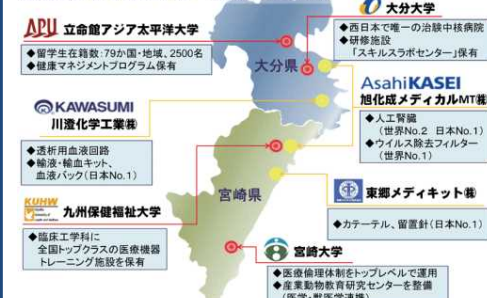 APU 立命館アジア太平洋大学
◆留学生在籍数:79か国・地域、2500名
◆健康マネジメントプログラム保有
大分大学
◆西日本で唯一の治験中核病院
◆研修施設
「スキルスラボセンター」保有
大分県
KAWASUMI
川澄化学工業㈱
◆透析用血液回路
◆輸液・輸血キット、
血液バック(日本No.1)
AsahiKASEI
旭化成メディカルMT㈱
◆人工腎臓
(世界No.2 日本No.1)
◆ウイルス除去フィルター
(世界No.1)
KUHW
九州保健福祉大学
◆臨床工学科に
全国トップクラスの医療機器
トレーニング施設を保有
宮崎県
東郷メディキット㈱
◆カテーテル、留置針(日本No.1)
宮崎大学
◆医療倫理体制をトップレベルで運用
◆産業動物教育研究センターを整備
(医学・獣医学連携)